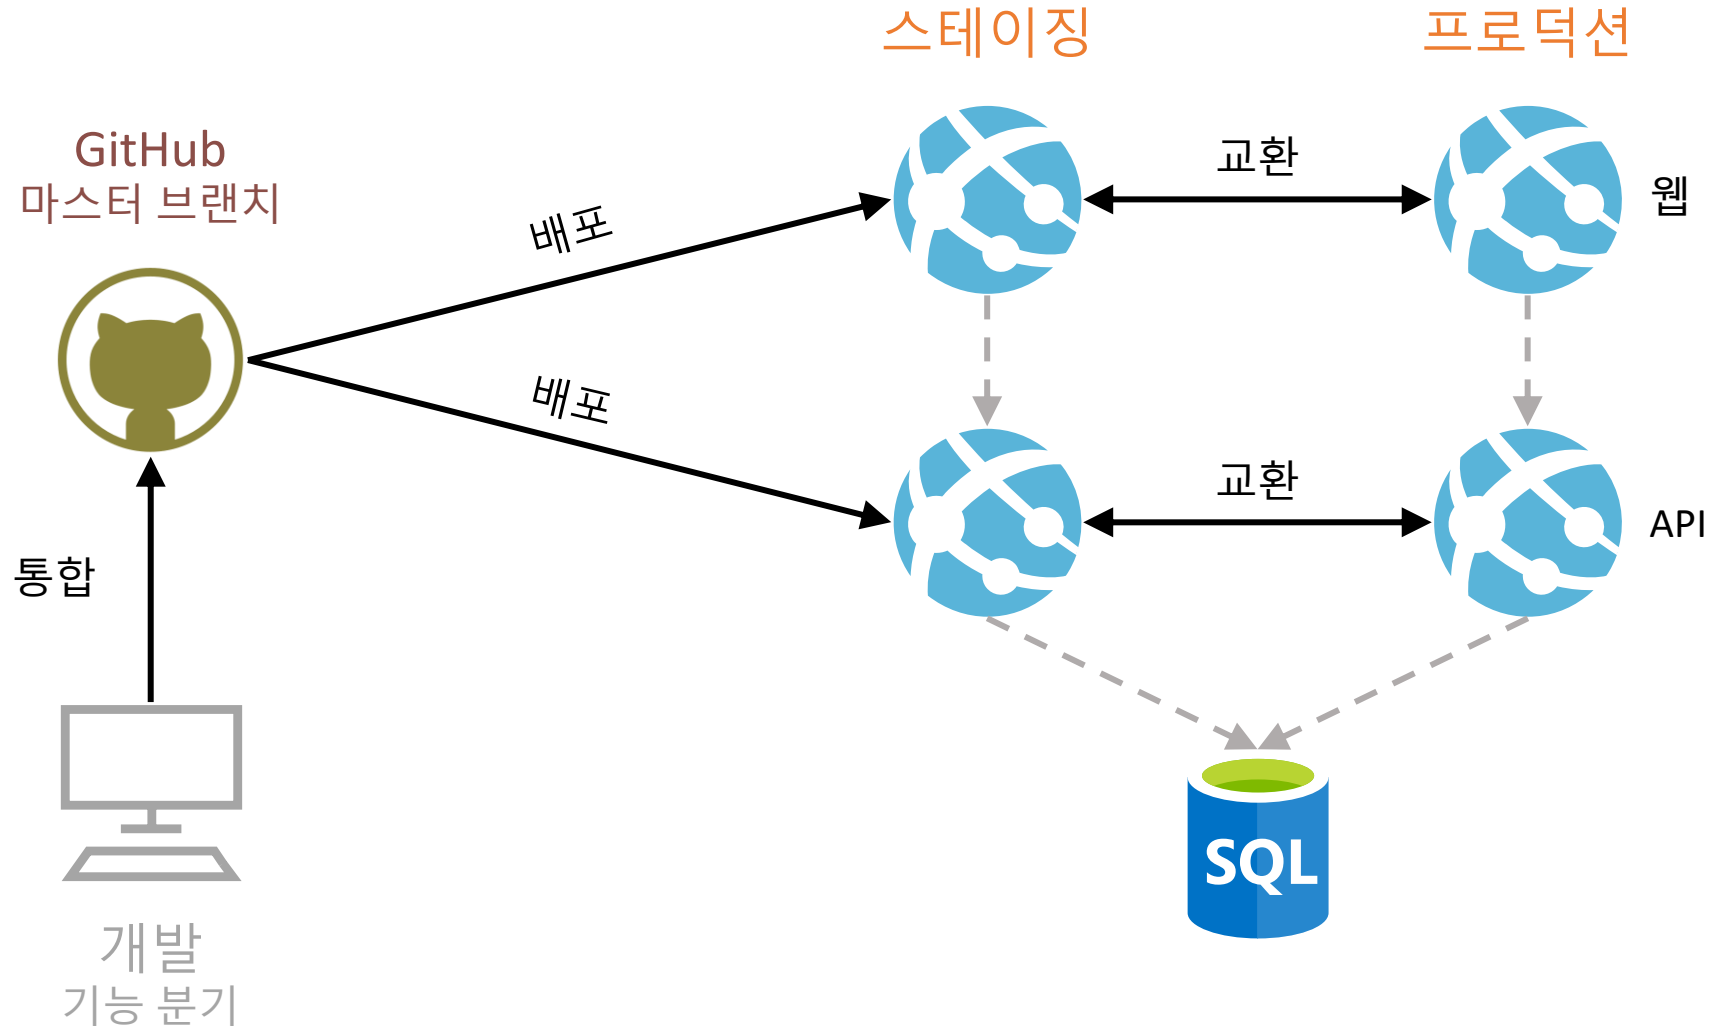 스테이징
프로덕션
GitHub
마스터 브랜치
배포
교환
웹
배포
교환
API
통합
SQL
개발
기능 분기